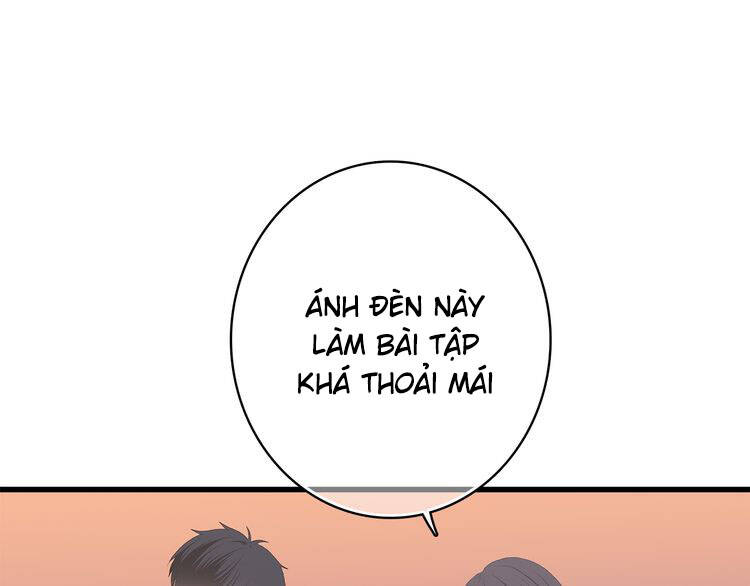 ÁNH ĐÈN NÀY
LÀM BÀI TẬP
KHÁ THOẢI MÁI